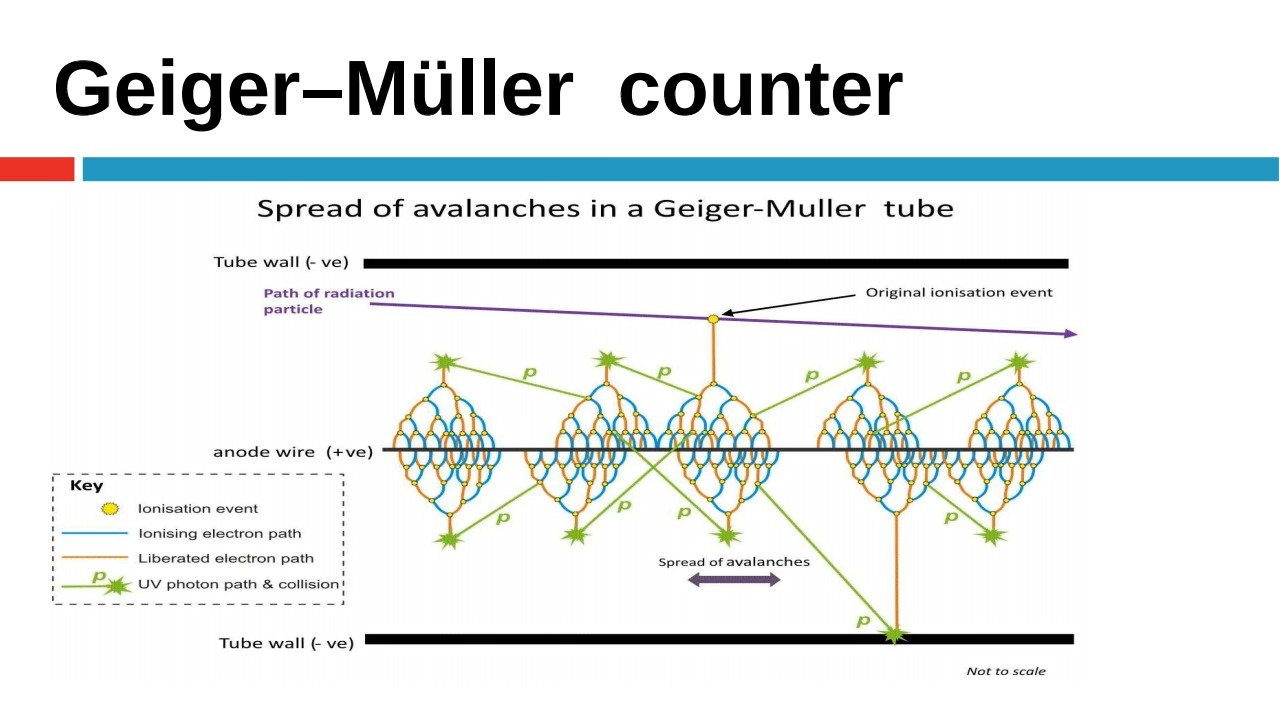 Geiger–Müller counter
Spread of avalanches in a Geiger-Muller tube
Tube wall (- ve)
Path of radiation
particle
Original ionisation event
p
p
p
p
anode wire (+ve)
Key
Ionisation event
Ionising electron path
Liberated electron path
p
UV photon path & collision
p
p
p
p
Spread of avalanches
p
Tube wall (- ve)
Not to scale